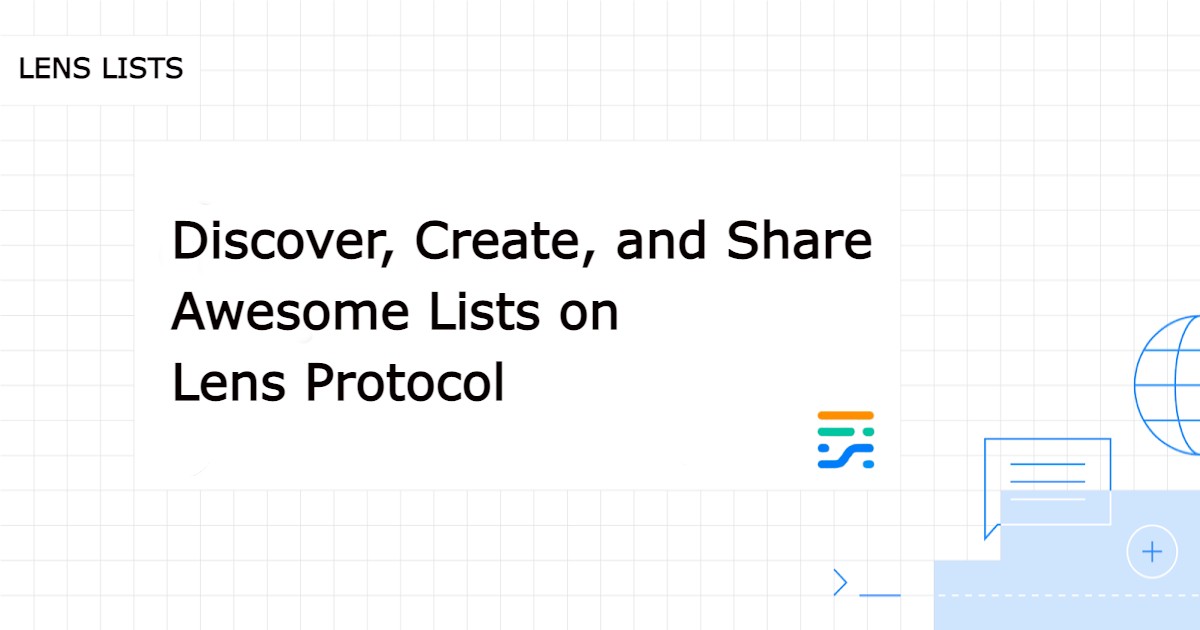 LENS LISTS
Discover, Create, and Share
Awesome Lists on
Lens Protocol